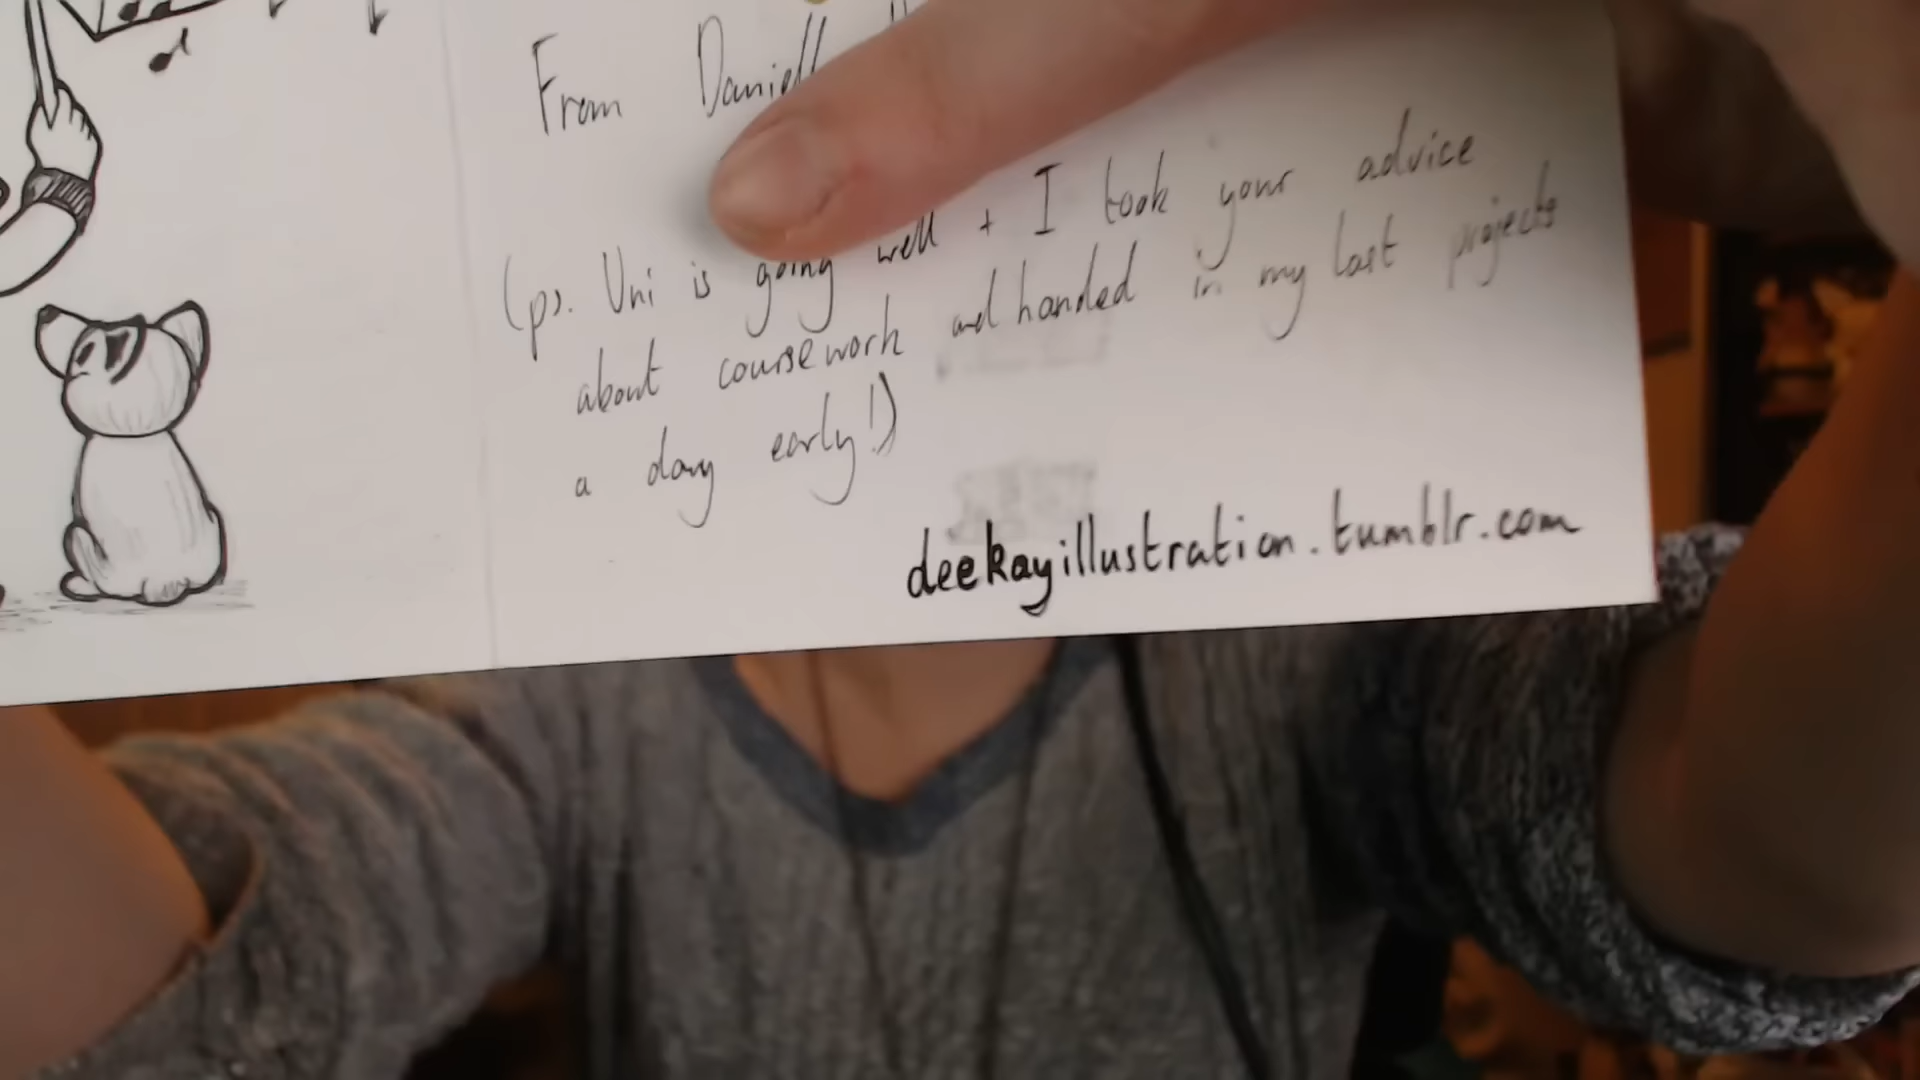 From Daniell
(ps. Uni is going well + I took your advice
about coursework and handed in my last projects
a day early!)
deekayillustration.tumblr.com